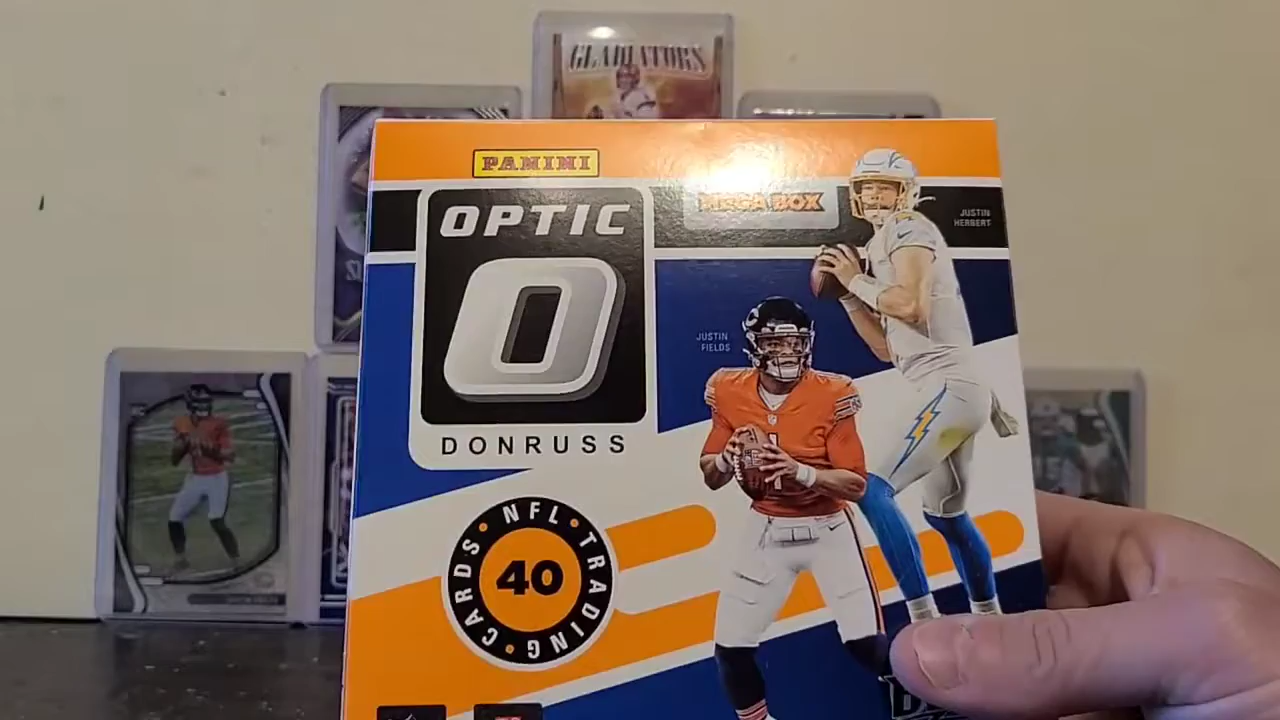 GLADIATORS
PANINI
OPTIC
MEGA BOX
JUSTIN
HERBERT
JUSTIN
FIELDS
DONRUSS
NFL • TRADING • CARDS •
40